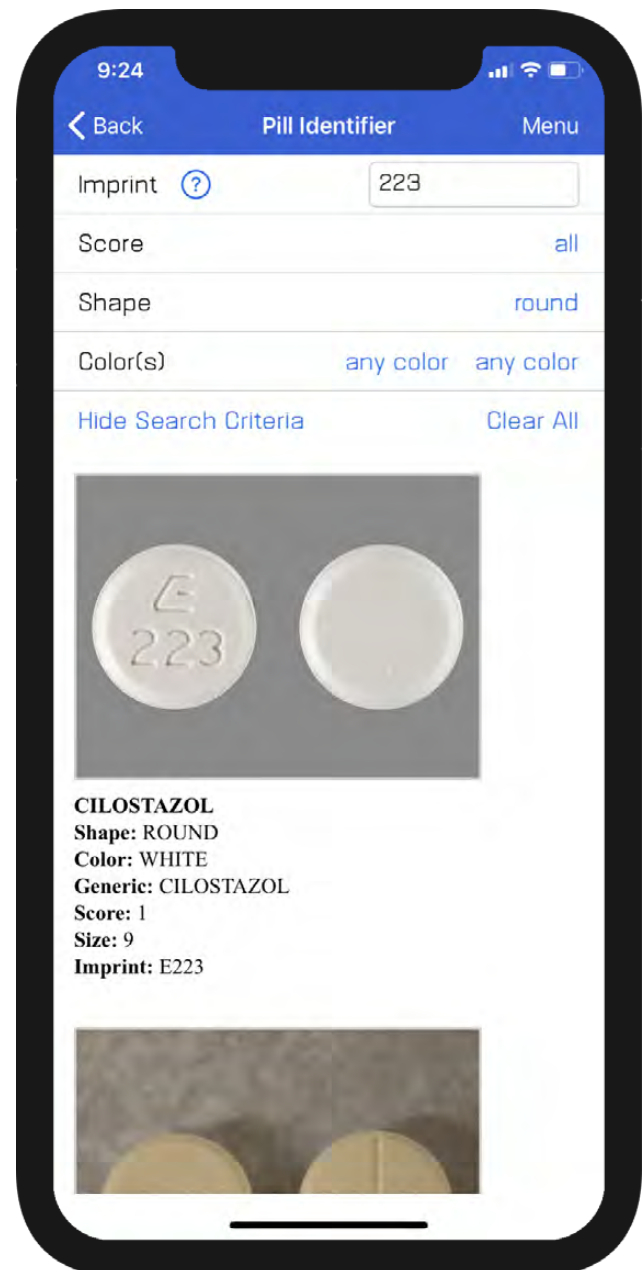 9:24
Back Pill Identifier Menu
Imprint ? 223
Score all
Shape round
Color(s) any color any color
Hide Search Criteria Clear All
E
223
CILOSTAZOL
Shape: ROUND
Color: WHITE
Generic: CILOSTAZOL
Score: 1
Size: 9
Imprint: E223